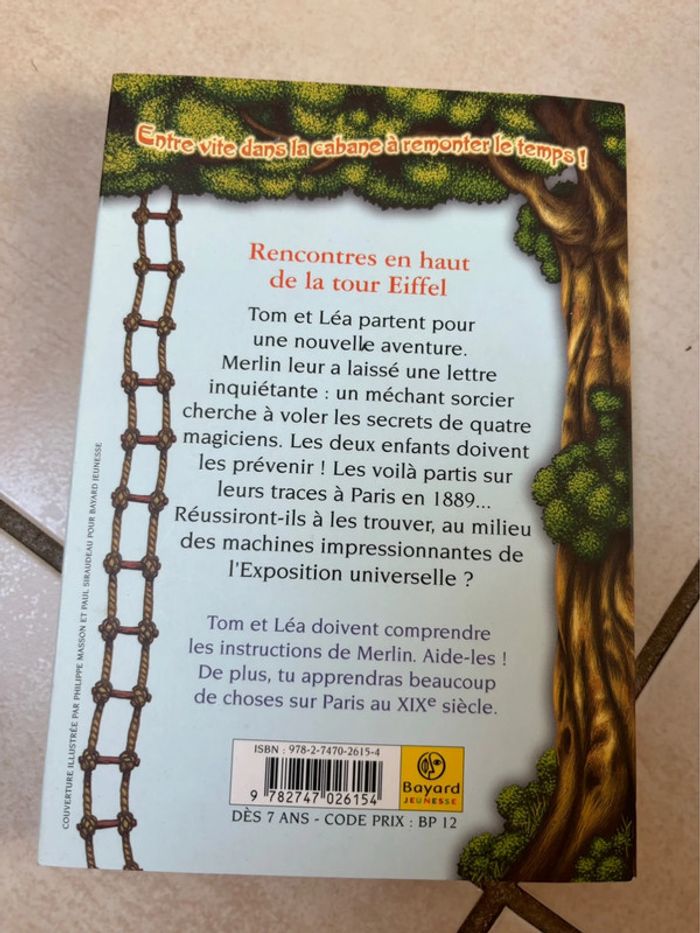 Entre vite dans la cabane à remonter le temps !
Rencontres en haut
de la tour Eiffel
Tom et Léa partent pour
une nouvelle aventure.
Merlin leur a laissé une lettre
inquiétante : un méchant sorcier
cherche à voler les secrets de quatre
magiciens. Les deux enfants doivent
les prévenir ! Les voilà partis sur
leurs traces à Paris en 1889...
Réussiront-ils à les trouver, au milieu
des machines impressionnantes de
l'Exposition universelle ?
Tom et Léa doivent comprendre
les instructions de Merlin. Aide-les !
De plus, tu apprendras beaucoup
de choses sur Paris au XIXe siècle.
COUVERTURE ILLUSTRÉE PAR PHILIPPE MASSON ET PAUL SIRAUDEAU POUR BAYARD JEUNESSE
ISBN : 978-2-7470-2615-4
9 782747 026154
Bayard
JEUNESSE
DÈS 7 ANS - CODE PRIX : BP 12